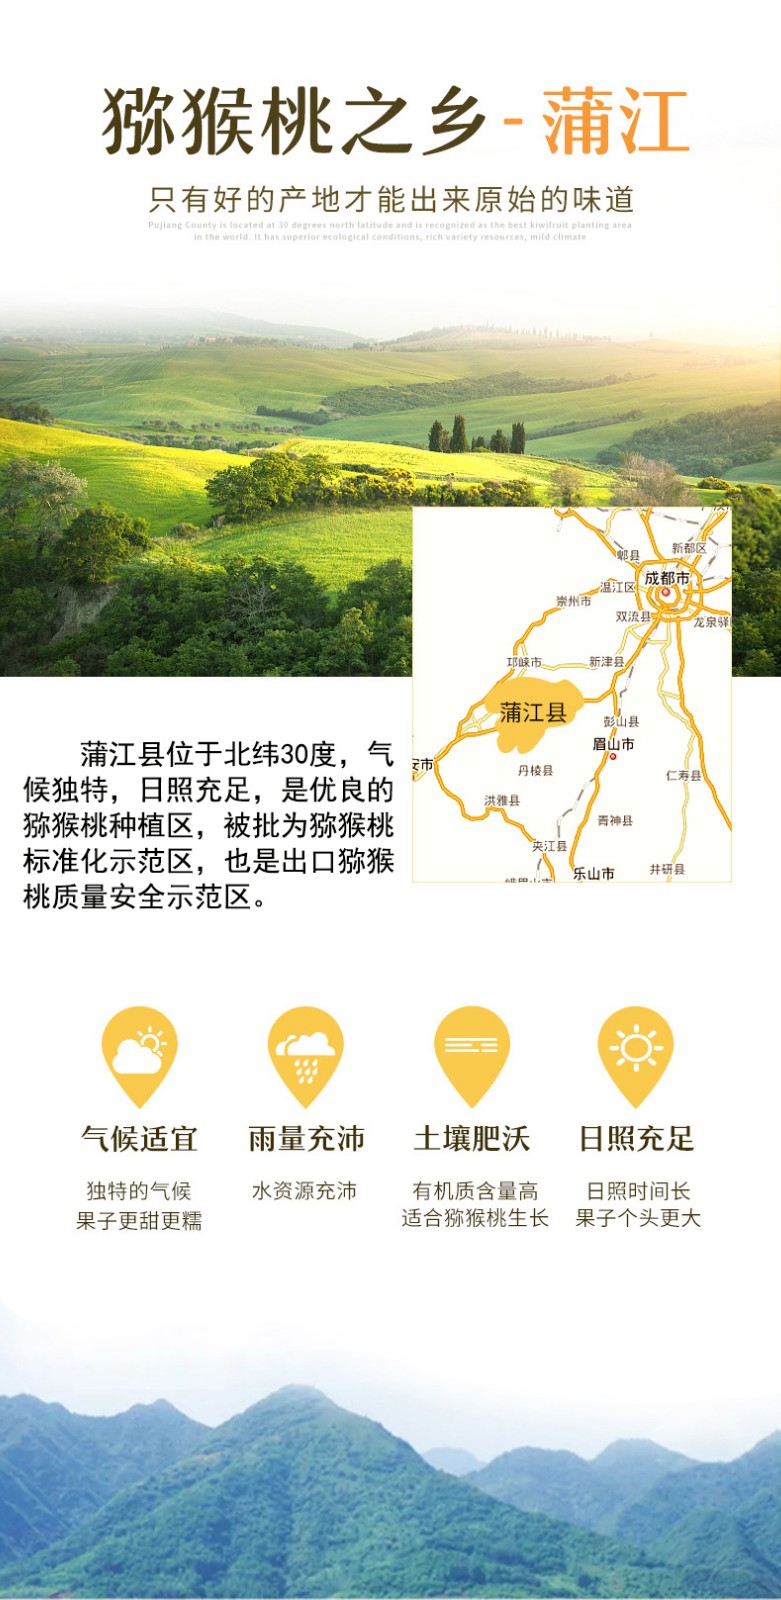 猕猴桃之乡-蒲江
只有好的产地才能出来原始的味道
Pujiang County is located at 30 degrees north latitude and is recognized as the best kiwifruit planting area
in the world. It has superior ecological conditions, rich variety resources, mild climate
郫县
新都区
成都市
温江区
崇州市
双流县
龙泉驿
邛崃市
新津县
蒲江县
彭山县
眉山市
安市
丹棱县
仁寿县
洪雅县
青神县
夹江县
井研县
乐山市
蒲江县位于北纬30度，气
候独特，日照充足，是优良的
猕猴桃种植区，被批为猕猴桃
标准化示范区，也是出口猕猴
桃质量安全示范区。
气候适宜
独特的气候
果子更甜更糯
雨量充沛
水资源充沛
土壤肥沃
有机质含量高
适合猕猴桃生长
日照充足
日照时间长
果子个头更大